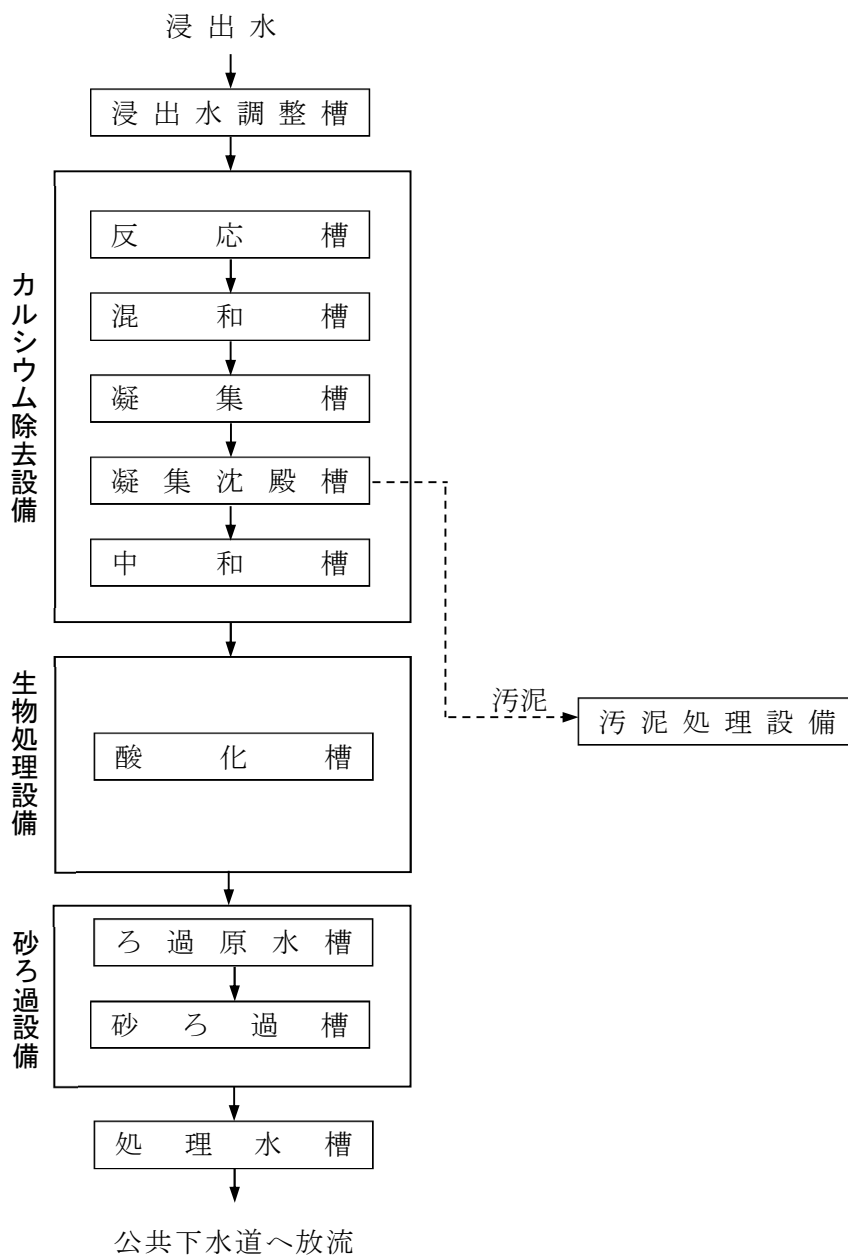 浸出水
浸出水調整槽
カルシウム除去設備
反応槽
混和槽
凝集槽
凝集沈殿槽
中和槽
汚泥
汚泥処理設備
生物処理設備
酸化槽
砂ろ過設備
ろ過原水槽
砂ろ過槽
処理水槽
公共下水道へ放流